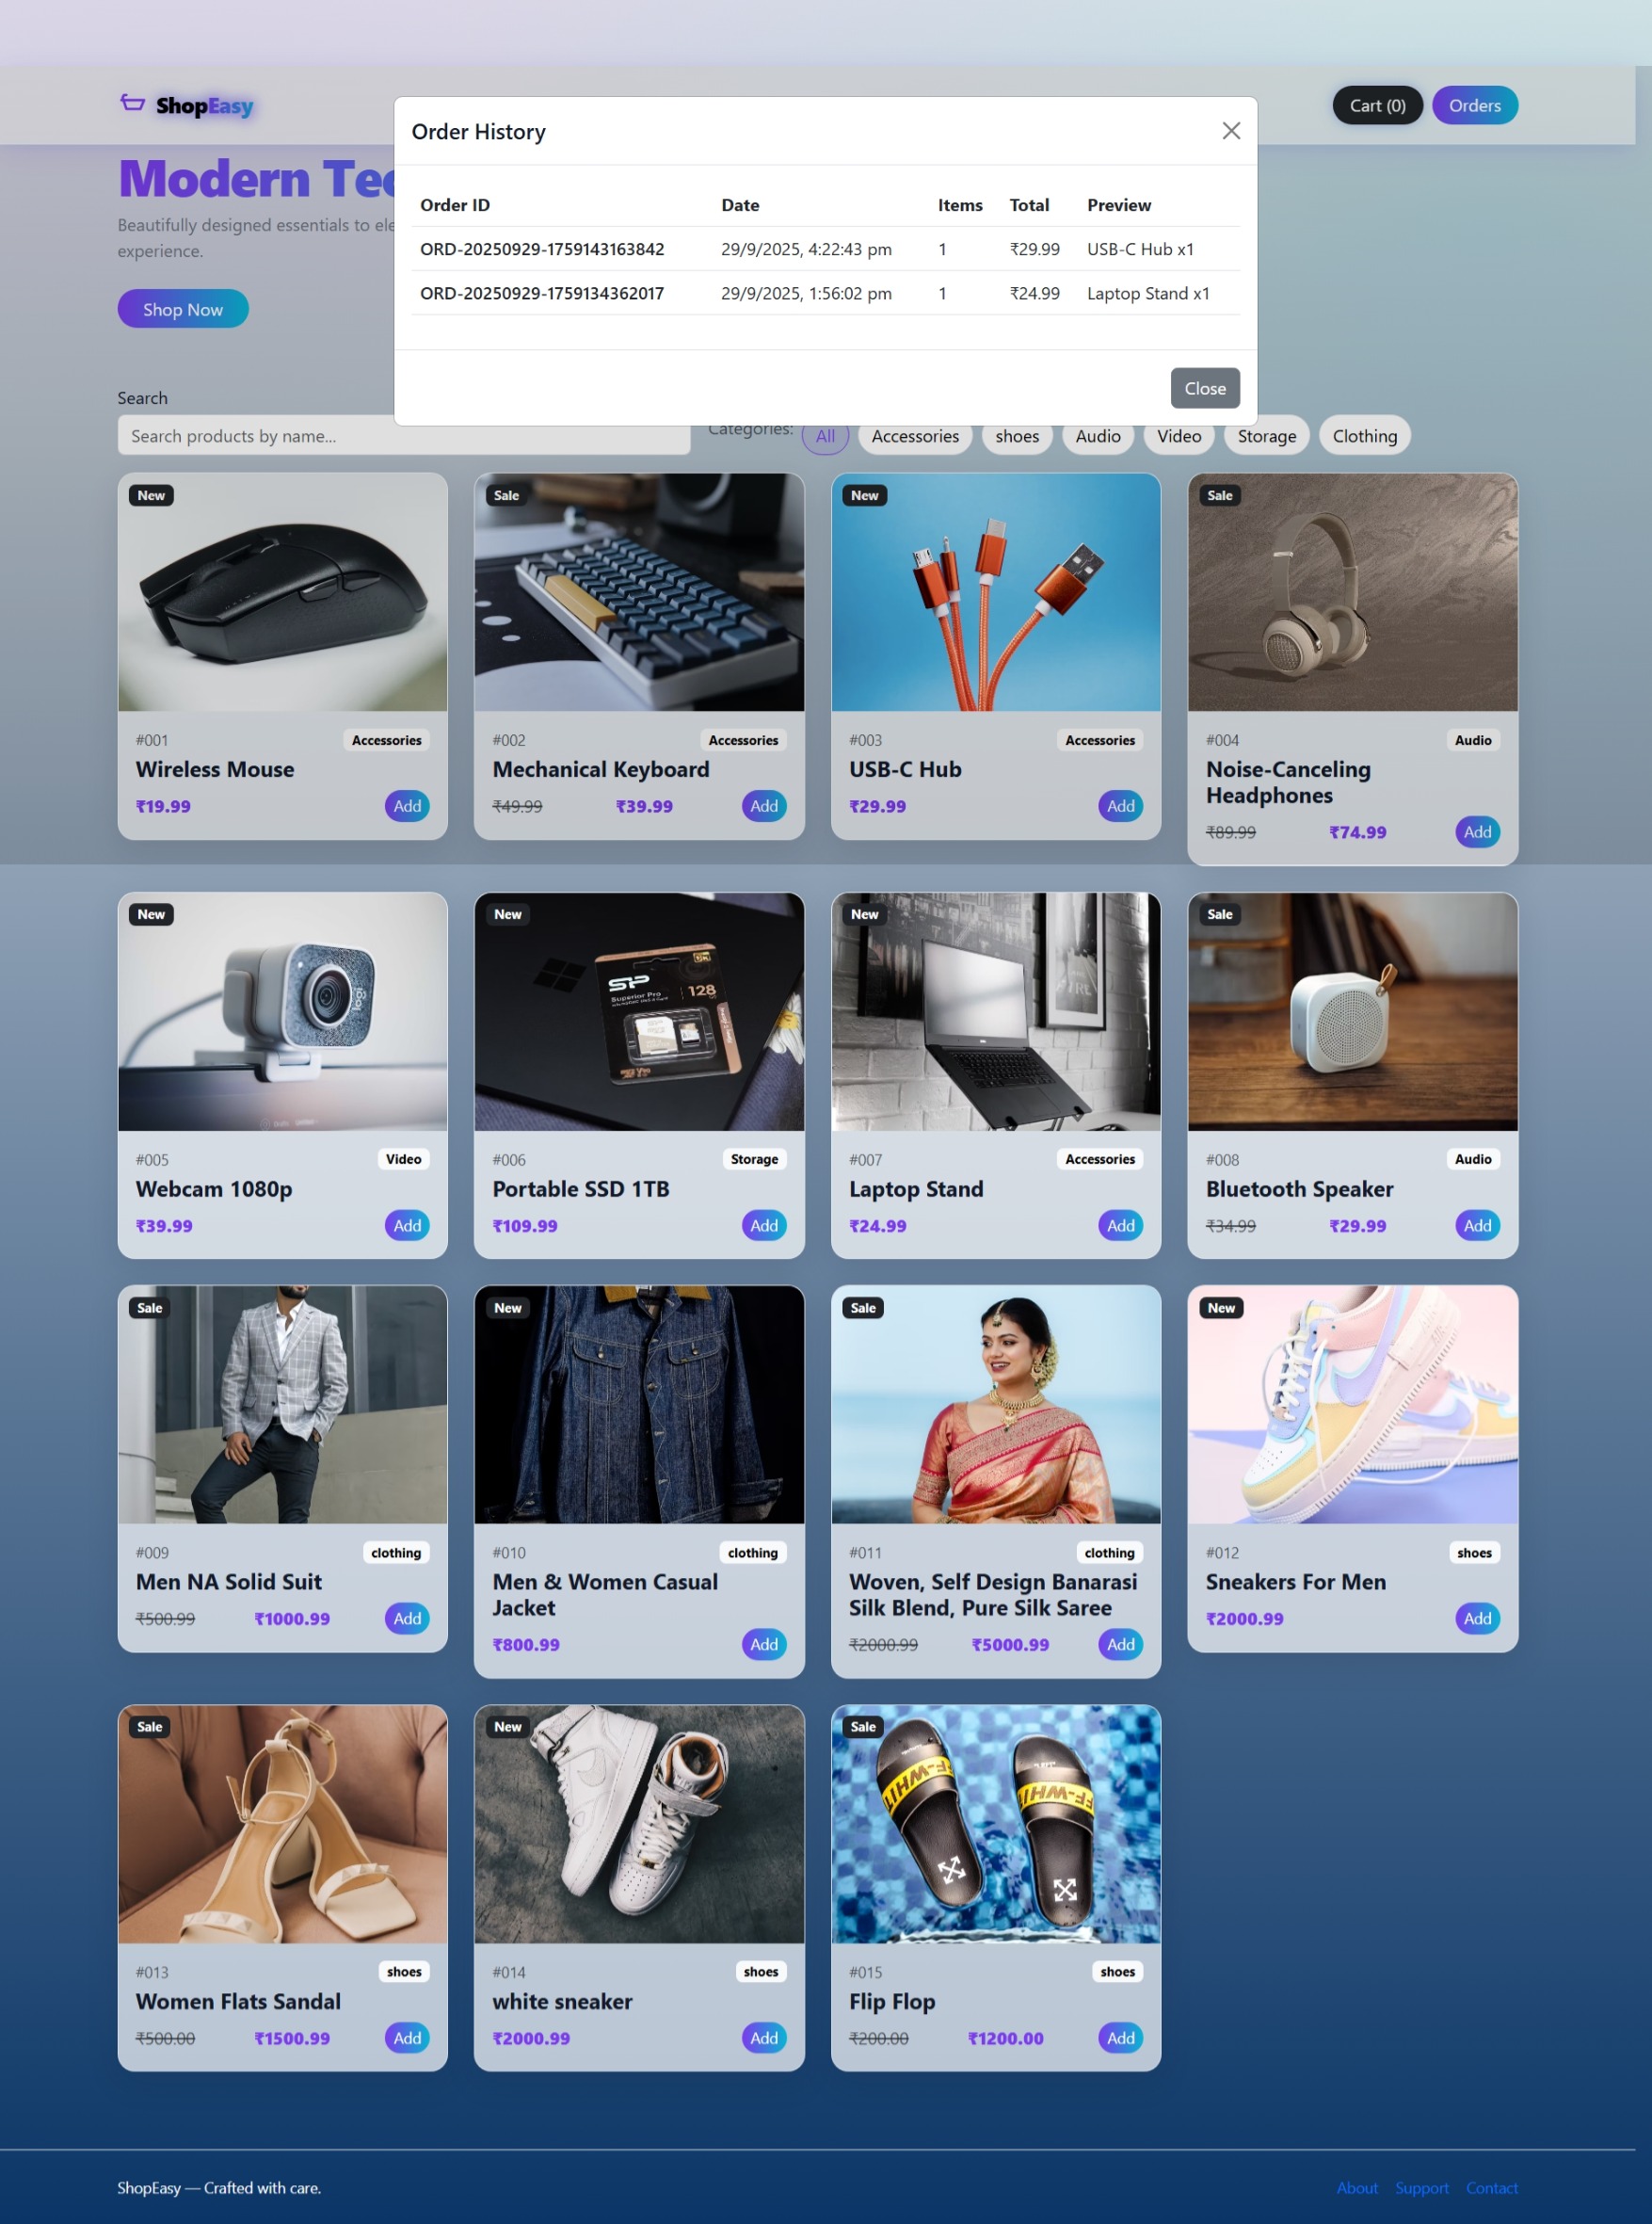 ShopEasy
Cart (0)
Orders
Order History
Order ID Date Items Total Preview
ORD-20250929-1759143163842 29/9/2025, 4:22:43 pm 1 ₹29.99 USB-C Hub x1
ORD-20250929-1759134362017 29/9/2025, 1:56:02 pm 1 ₹24.99 Laptop Stand x1
Close
Modern
Beautifully designed essentials to
experience.
Shop Now
Search
Search products by name...
Categories:
All
Accessories
shoes
Audio
Video
Storage
Clothing
New
#001 Accessories
Wireless Mouse
₹19.99 Add
Sale
#002 Accessories
Mechanical Keyboard
₹49.99 ₹39.99 Add
New
#003 Accessories
USB-C Hub
₹29.99 Add
Sale
#004 Audio
Noise-Canceling
Headphones
₹89.99 ₹74.99 Add
New
logi
#005 Video
Webcam 1080p
₹39.99 Add
New
SP
Superior Pro
128
#006 Storage
Portable SSD 1TB
₹109.99 Add
New
#007 Accessories
Laptop Stand
₹24.99 Add
Sale
#008 Audio
Bluetooth Speaker
₹34.99 ₹29.99 Add
Sale
#009 clothing
Men NA Solid Suit
₹500.99 ₹1000.99 Add
New
#010 clothing
Men & Women Casual
Jacket
₹800.99 Add
Sale
#011 clothing
Woven, Self Design Banarasi
Silk Blend, Pure Silk Saree
₹2000.99 ₹5000.99 Add
New
#012 shoes
Sneakers For Men
₹2000.99 Add
Sale
#013 shoes
Women Flats Sandal
₹500.00 ₹1500.99 Add
New
#014 shoes
white sneaker
₹2000.99 Add
Sale
#015 shoes
Flip Flop
₹200.00 ₹1200.00 Add
ShopEasy — Crafted with care.
About
Support
Contact